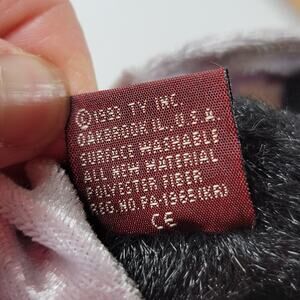 © 1993 TY INC.
OAKBROOK IL, U.S.A.
SURFACE WASHABLE
ALL NEW MATERIAL
POLYESTER FIBER
REG. NO. PA-1965(KR)
CE